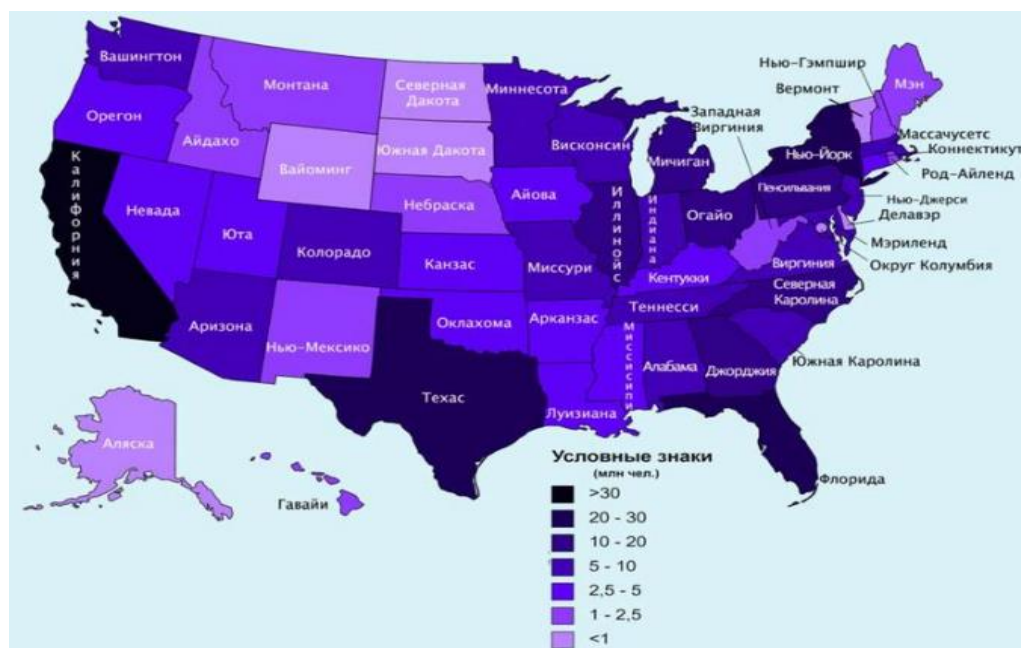 Вашингтон
Монтана
Северная
Дакота
Миннесота
Нью-Гэмпшир
Вермонт
Мэн
Орегон
Айдахо
Южная Дакота
Висконсин
Западная
Виргиния
Мичиган
Нью-Йорк
Массачусетс
Коннектикут
Род-Айленд
Вайоминг
Калифорния
Невада
Юта
Колорадо
Небраска
Айова
Иллинойс
Индиана
Огайо
Пенсильвания
Нью-Джерси
Делавэр
Мэриленд
Округ Колумбия
Канзас
Миссури
Кентукки
Виргиния
Северная
Каролина
Теннесси
Аризона
Нью-Мексико
Оклахома
Арканзас
Миссисипи
Алабама
Джорджия
Южная Каролина
Техас
Луизиана
Флорида
Аляска
Гавайи
Условные знаки
(млн чел.)
>30
20 - 30
10 - 20
5 - 10
2,5 - 5
1 - 2,5
<1